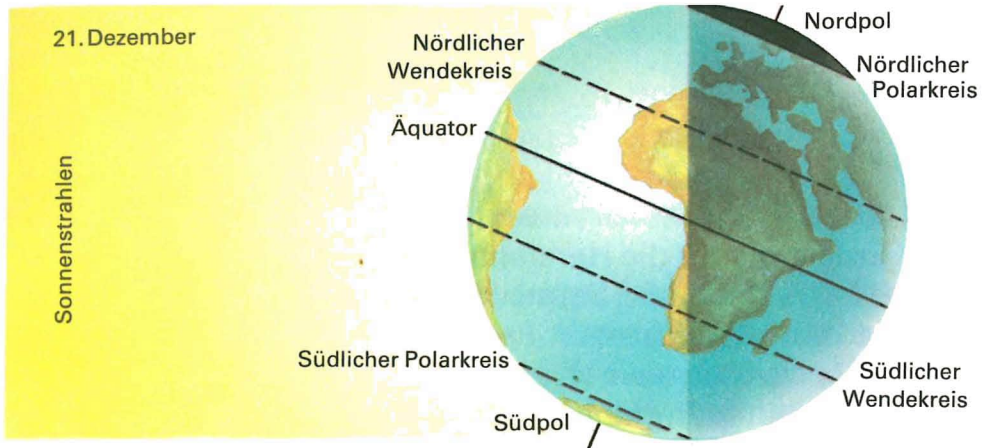 21. Dezember
Sonnenstrahlen
Nördlicher
Wendekreis
Äquator
Südlicher Polarkreis
Südpol
Nordpol
Nördlicher
Polarkreis
Südlicher
Wendekreis